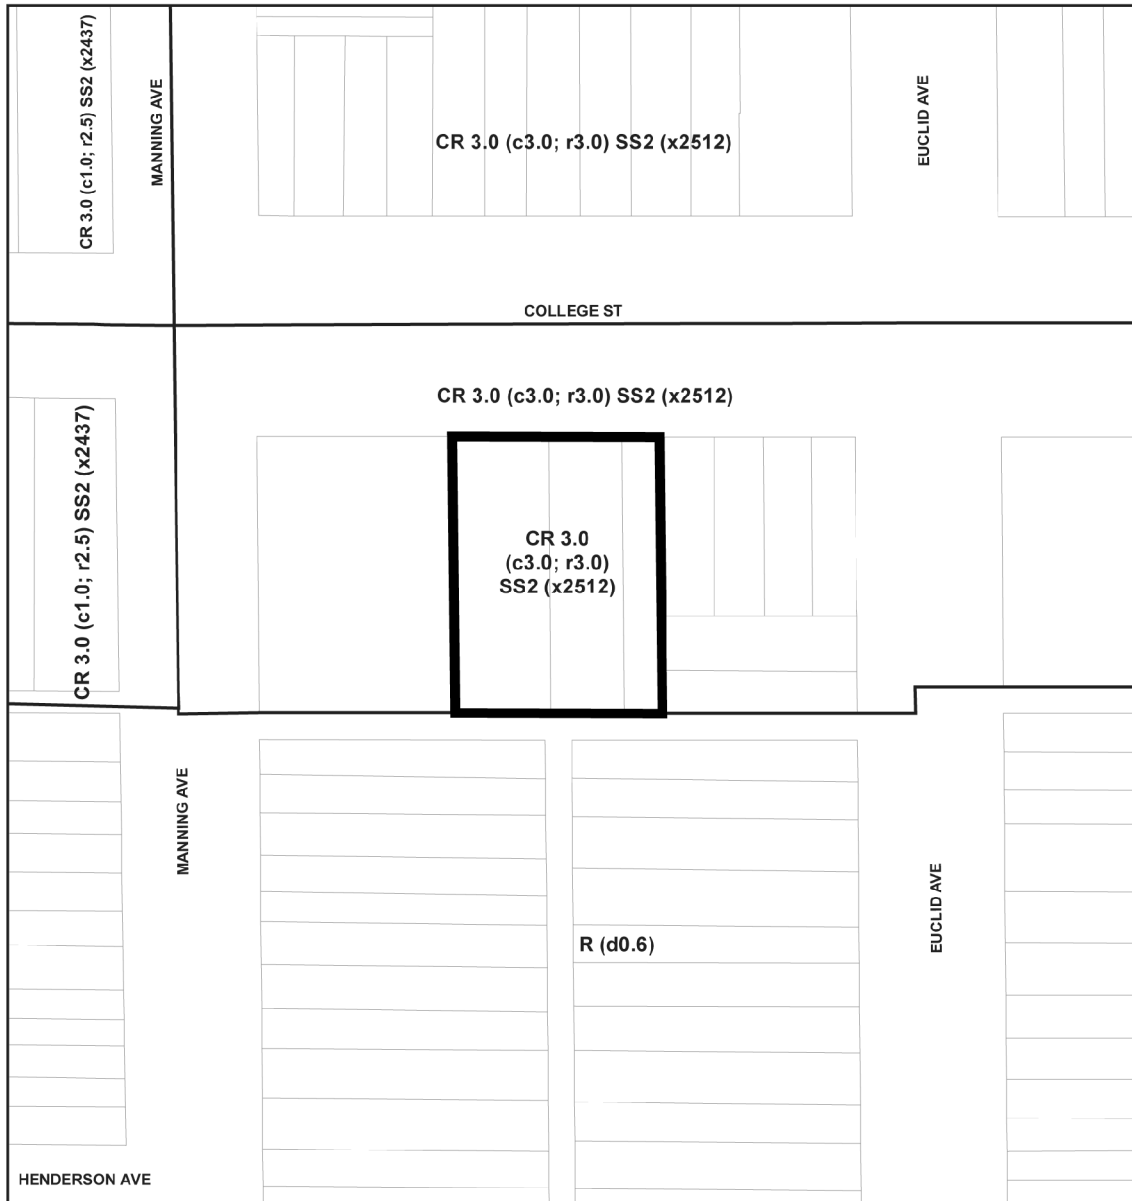 CR 3.0 (c1.0; r2.5) SS2 (x2437)
MANNING AVE
CR 3.0 (c3.0; r3.0) SS2 (x2512)
EUCLID AVE
COLLEGE ST
CR 3.0 (c3.0; r3.0) SS2 (x2512)
CR 3.0 (c1.0; r2.5) SS2 (x2437)
CR 3.0
(c3.0; r3.0)
SS2 (x2512)
MANNING AVE
EUCLID AVE
R (d0.6)
HENDERSON AVE